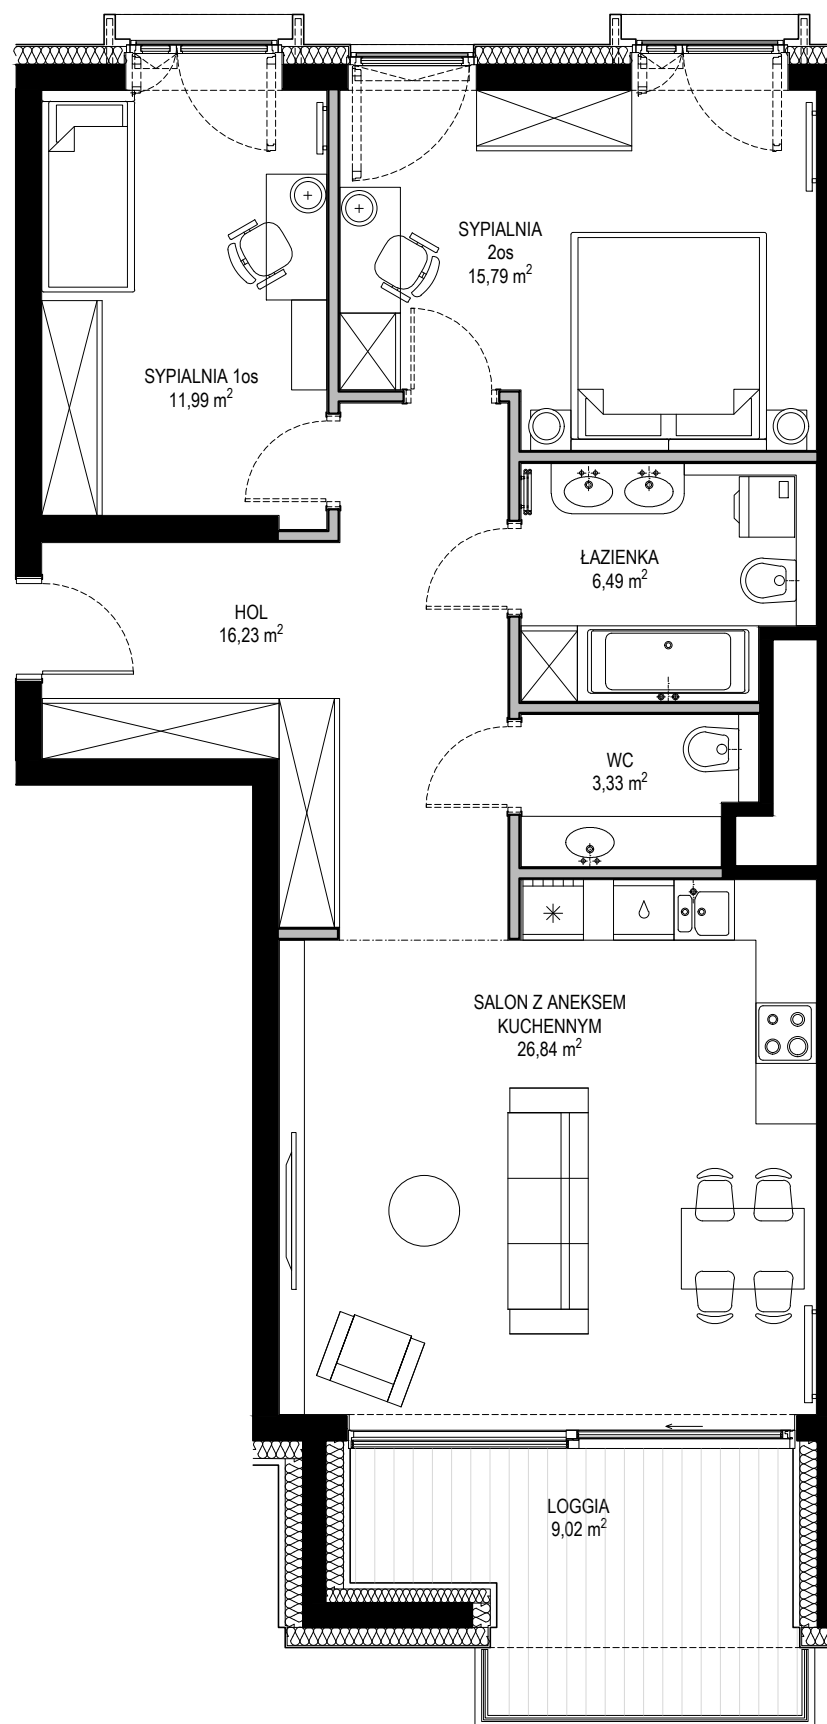 SYPIALNIA
2os
15,79 m²
SYPIALNIA 1os
11,99 m²
ŁAZIENKA
6,49 m²
HOL
16,23 m²
WC
3,33 m²
SALON Z ANEKSEM
KUCHENNYM
26,84 m²
LOGGIA
9,02 m²